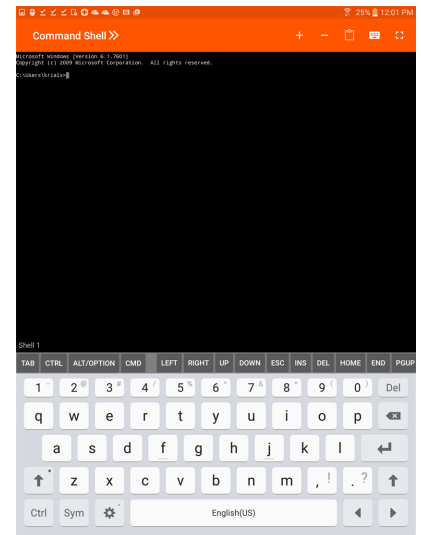 25% 12:01 PM
Command Shell >>
Microsoft Windows [Version 6.1.7601]
Copyright (c) 2009 Microsoft Corporation. All rights reserved.
C:\Users\krials>
Shell 1
TAB CTRL ALT/OPTION CMD LEFT RIGHT UP DOWN ESC INS DEL HOME END PGUP
1 - 2 @ 3 # 4 / 5 % 6 ^ 7 & 8 * 9 ( 0 ) Del
q w e r t y u i o p
a s d f g h j k l
z x c v b n m , ! . ?
Ctrl Sym English(US)